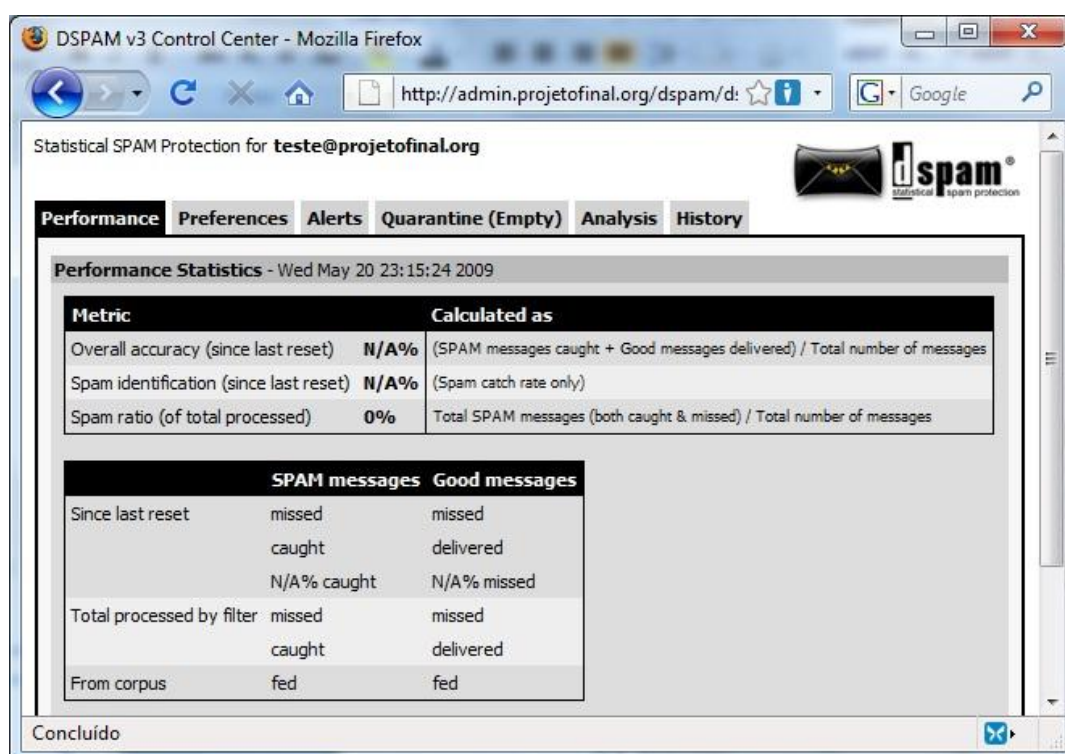 DSPAM v3 Control Center - Mozilla Firefox
http://admin.projetofinal.org/dspam/d
Google
Statistical SPAM Protection for teste@projetofinal.org
dspam®
statistical spam protection
Performance Preferences Alerts Quarantine (Empty) Analysis History
Performance Statistics - Wed May 20 23:15:24 2009
Metric Calculated as
Overall accuracy (since last reset) N/A% (SPAM messages caught + Good messages delivered) / Total number of messages
Spam identification (since last reset) N/A% (Spam catch rate only)
Spam ratio (of total processed) 0% Total SPAM messages (both caught & missed) / Total number of messages
SPAM messages Good messages
Since last reset missed missed
caught delivered
N/A% caught N/A% missed
Total processed by filter missed missed
caught delivered
From corpus fed fed
Concluído